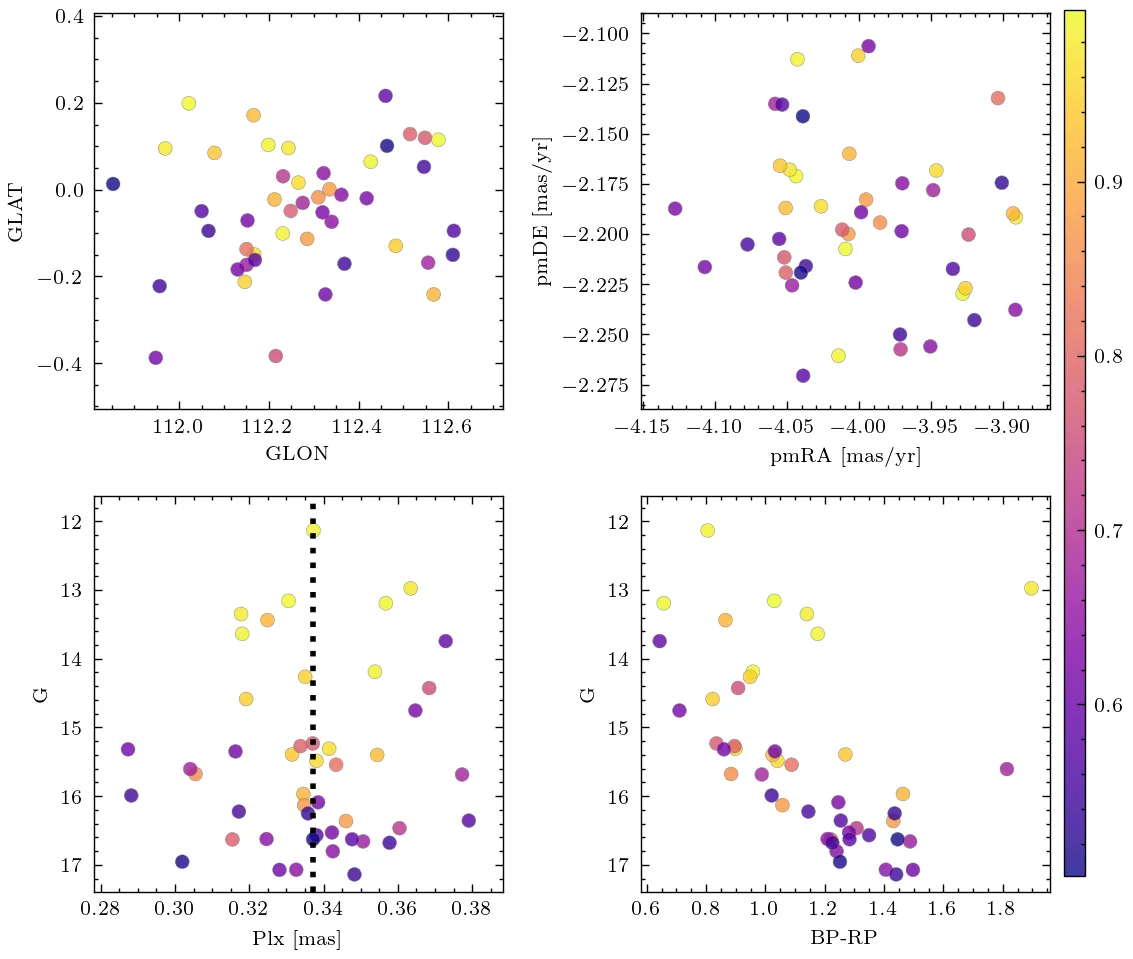 0.4
0.2
0.0
−0.2
−0.4
GLAT
112.0 112.2 112.4 112.6
GLON
−2.100
−2.125
−2.150
−2.175
−2.200
−2.225
−2.250
−2.275
pmDE [mas/yr]
−4.15 −4.10 −4.05 −4.00 −3.95 −3.90
pmRA [mas/yr]
0.9
0.8
0.7
0.6
12
13
14
15
16
17
G
0.28 0.30 0.32 0.34 0.36 0.38
Plx [mas]
12
13
14
15
16
17
G
0.6 0.8 1.0 1.2 1.4 1.6 1.8
BP-RP